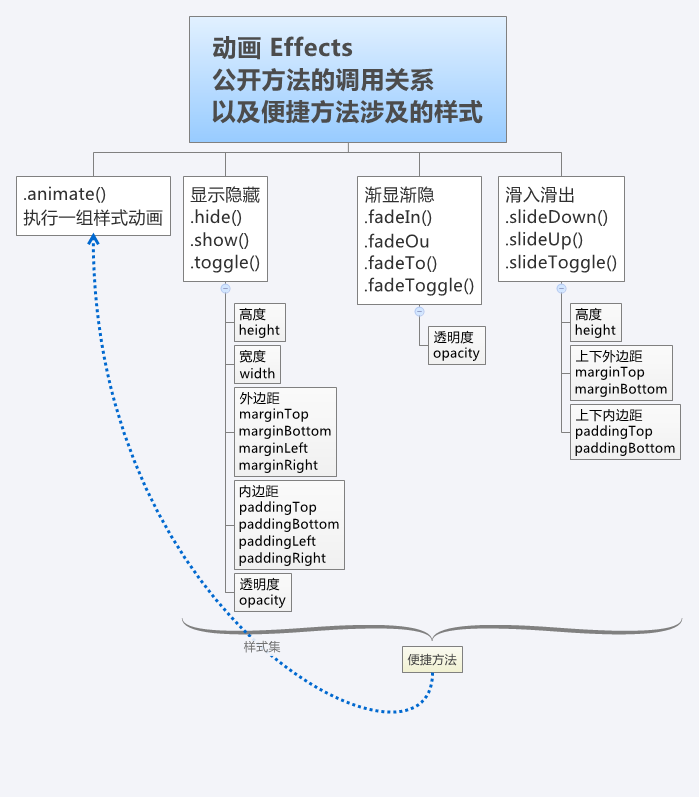 动画 Effects
公开方法的调用关系
以及便捷方法涉及的样式
.animate()
执行一组样式动画
显示隐藏
.hide()
.show()
.toggle()
高度
height
宽度
width
外边距
marginTop
marginBottom
marginLeft
marginRight
内边距
paddingTop
paddingBottom
paddingLeft
paddingRight
透明度
opacity
渐显渐隐
.fadeIn()
.fadeOu
.fadeTo()
.fadeToggle()
透明度
opacity
滑入滑出
.slideDown()
.slideUp()
.slideToggle()
高度
height
上下外边距
marginTop
marginBottom
上下内边距
paddingTop
paddingBottom
样式集
便捷方法